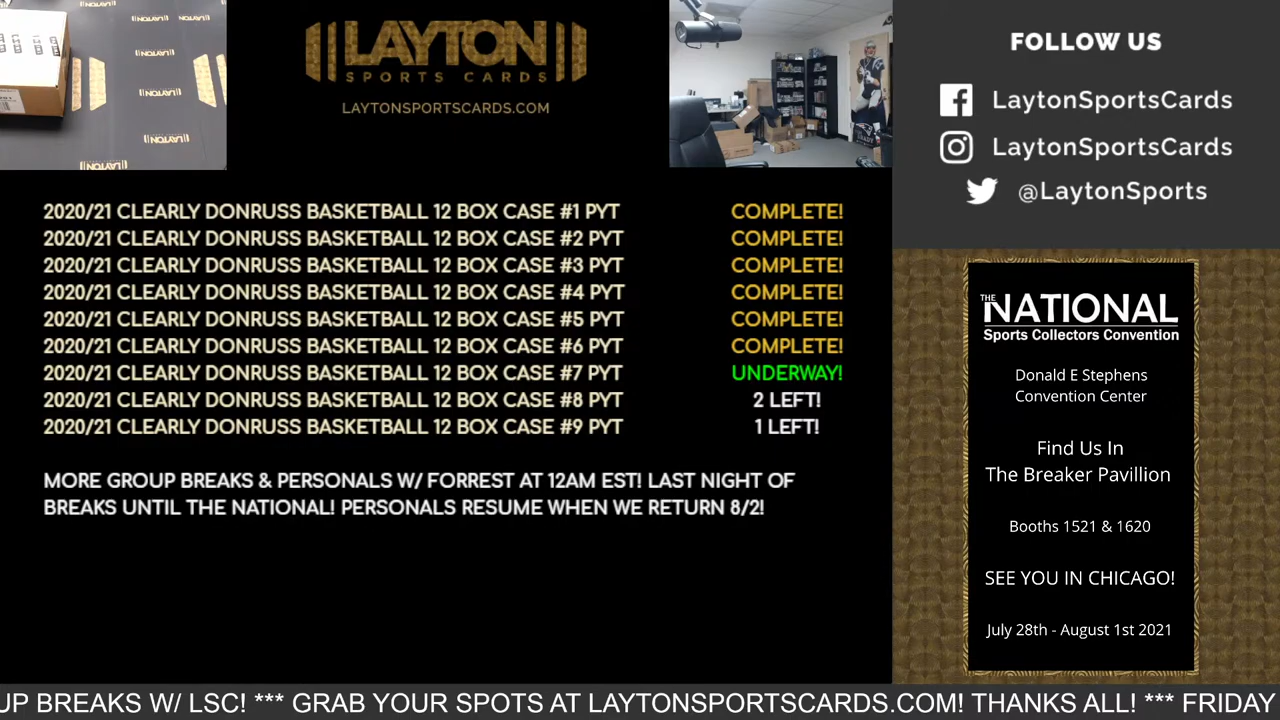 LAYTON
SPORTS CARDS
LAYTONSPORTSCARDS.COM
FOLLOW US
LaytonSportsCards
LaytonSportsCards
@LaytonSports
2020/21 CLEARLY DONRUSS BASKETBALL 12 BOX CASE #1 PYT COMPLETE!
2020/21 CLEARLY DONRUSS BASKETBALL 12 BOX CASE #2 PYT COMPLETE!
2020/21 CLEARLY DONRUSS BASKETBALL 12 BOX CASE #3 PYT COMPLETE!
2020/21 CLEARLY DONRUSS BASKETBALL 12 BOX CASE #4 PYT COMPLETE!
2020/21 CLEARLY DONRUSS BASKETBALL 12 BOX CASE #5 PYT COMPLETE!
2020/21 CLEARLY DONRUSS BASKETBALL 12 BOX CASE #6 PYT COMPLETE!
2020/21 CLEARLY DONRUSS BASKETBALL 12 BOX CASE #7 PYT UNDERWAY!
2020/21 CLEARLY DONRUSS BASKETBALL 12 BOX CASE #8 PYT 2 LEFT!
2020/21 CLEARLY DONRUSS BASKETBALL 12 BOX CASE #9 PYT 1 LEFT!
MORE GROUP BREAKS & PERSONALS W/ FORREST AT 12AM EST! LAST NIGHT OF
BREAKS UNTIL THE NATIONAL! PERSONALS RESUME WHEN WE RETURN 8/2!
THE NATIONAL
Sports Collectors Convention
Donald E Stephens
Convention Center
Find Us In
The Breaker Pavillion
Booths 1521 & 1620
SEE YOU IN CHICAGO!
July 28th - August 1st 2021
UP BREAKS W/ LSC! *** GRAB YOUR SPOTS AT LAYTONSPORTSCARDS.COM! THANKS ALL! *** FRIDAY